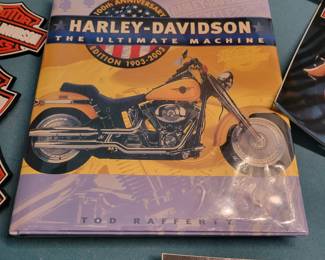 100th ANNIVERSARY
HARLEY-DAVIDSON
THE ULTIMATE MACHINE
EDITION 1903-2003
TOD RAFFERTY